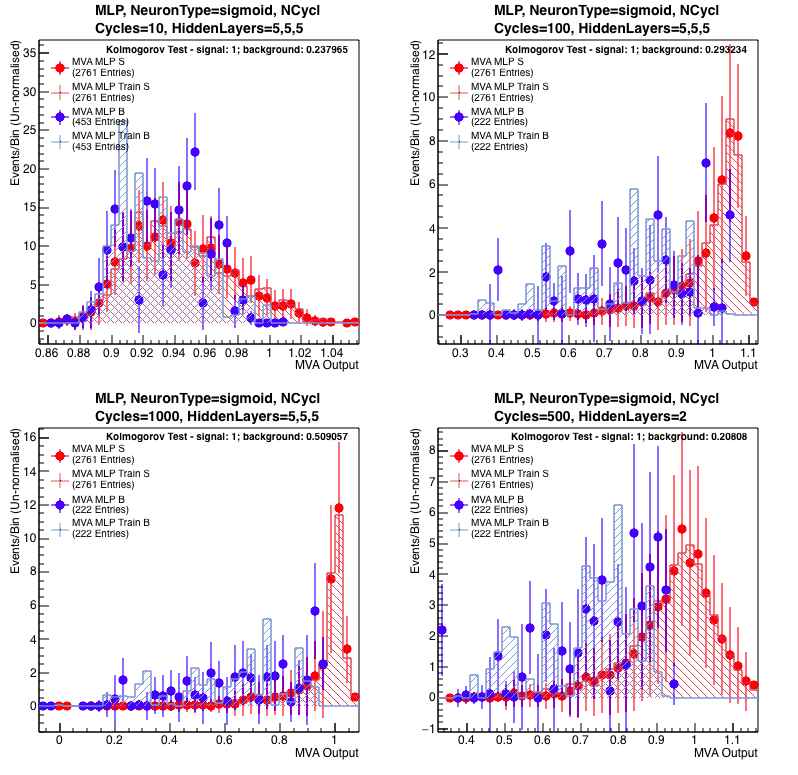 MLP, NeuronType=sigmoid, NCycl
Cycles=10, HiddenLayers=5,5,5
Events/Bin (Un-normalised)
Kolmogorov Test - signal: 1; background: 0.237965
MVA MLP S
(2761 Entries)
MVA MLP Train S
(2761 Entries)
MVA MLP B
(453 Entries)
MVA MLP Train B
(453 Entries)
35
30
25
20
15
10
5
0
0.86 0.88 0.9 0.92 0.94 0.96 0.98 1 1.02 1.04
MVA Output
MLP, NeuronType=sigmoid, NCycl
Cycles=100, HiddenLayers=5,5,5
Events/Bin (Un-normalised)
Kolmogorov Test - signal: 1; background: 0.293234
MVA MLP S
(2761 Entries)
MVA MLP Train S
(2761 Entries)
MVA MLP B
(222 Entries)
MVA MLP Train B
(222 Entries)
12
10
8
6
4
2
0
0.3 0.4 0.5 0.6 0.7 0.8 0.9 1 1.1
MVA Output
MLP, NeuronType=sigmoid, NCycl
Cycles=1000, HiddenLayers=5,5,5
Events/Bin (Un-normalised)
Kolmogorov Test - signal: 1; background: 0.509057
MVA MLP S
(2761 Entries)
MVA MLP Train S
(2761 Entries)
MVA MLP B
(222 Entries)
MVA MLP Train B
(222 Entries)
16
14
12
10
8
6
4
2
0
0 0.2 0.4 0.6 0.8 1
MVA Output
MLP, NeuronType=sigmoid, NCycl
Cycles=500, HiddenLayers=2
Events/Bin (Un-normalised)
Kolmogorov Test - signal: 1; background: 0.20808
MVA MLP S
(2761 Entries)
MVA MLP Train S
(2761 Entries)
MVA MLP B
(222 Entries)
MVA MLP Train B
(222 Entries)
8
7
6
5
4
3
2
1
0
−1
0.4 0.5 0.6 0.7 0.8 0.9 1 1.1
MVA Output